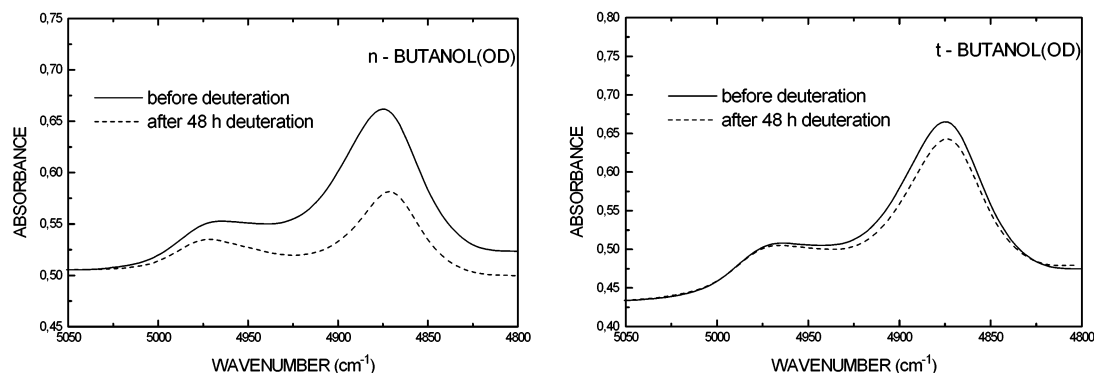 0,75
0,70
0,65
0,60
0,55
0,50
0,45
ABSORBANCE
n - BUTANOL(OD)
before deuteration
after 48 h deuteration
5050 5000 4950 4900 4850 4800
WAVENUMBER (cm⁻¹)
0,80
0,75
0,70
0,65
0,60
0,55
0,50
0,45
0,40
ABSORBANCE
t - BUTANOL(OD)
before deuteration
after 48 h deuteration
5050 5000 4950 4900 4850 4800
WAVENUMBER (cm⁻¹)